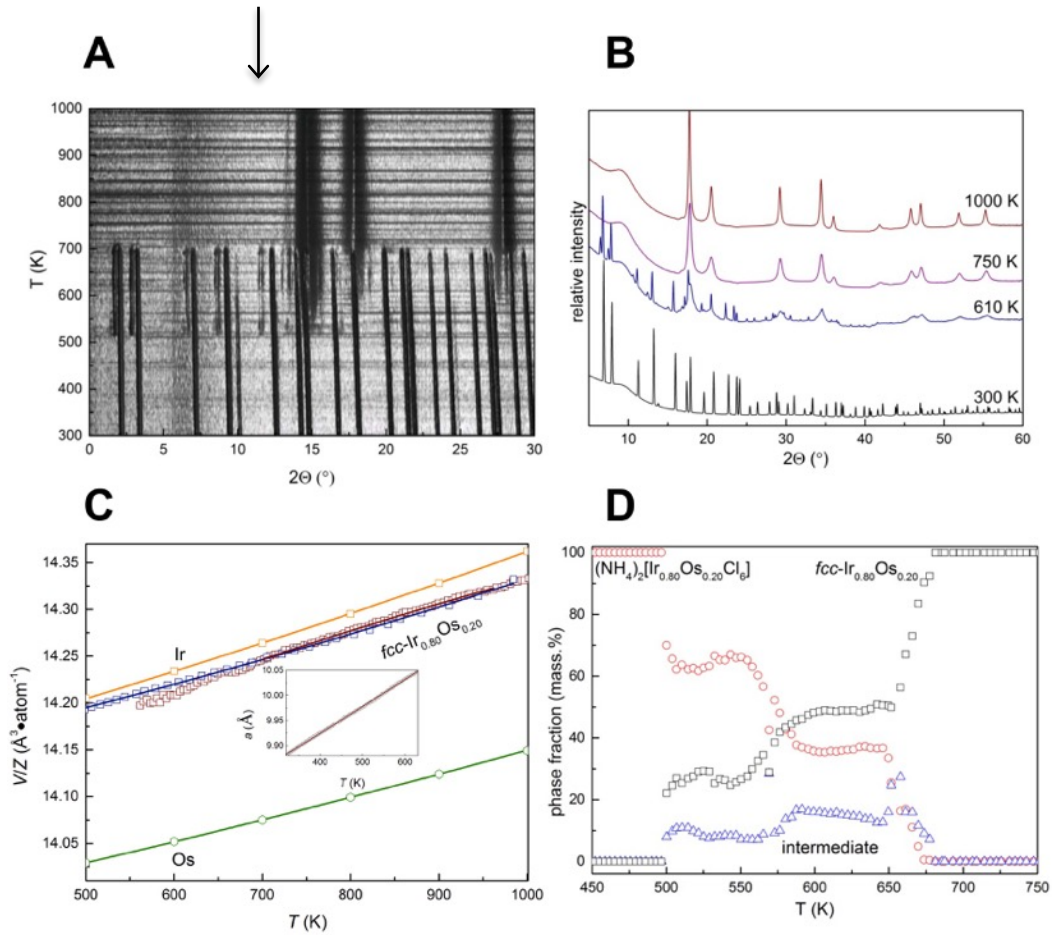 A
1000
900
800
700
600
500
400
300
T (K)
0 5 10 15 20 25 30
2Θ (°)
B
relative intensity
1000 K
750 K
610 K
300 K
10 20 30 40 50 60
2Θ (°)
C
14.35
14.30
14.25
14.20
14.15
14.10
14.05
V/Z (Å³•atom⁻¹)
Ir
fcc-Ir₀.₈₀Os₀.₂₀
10.05
10.00
9.95
9.90
a (Å)
400 500 600
T (K)
Os
500 600 700 800 900 1000
T (K)
D
100
80
60
40
20
0
phase fraction (mass.%)
(NH₄)₂[Ir₀.₈₀Os₀.₂₀Cl₆] fcc-Ir₀.₈₀Os₀.₂₀
intermediate
450 500 550 600 650 700 750
T (K)